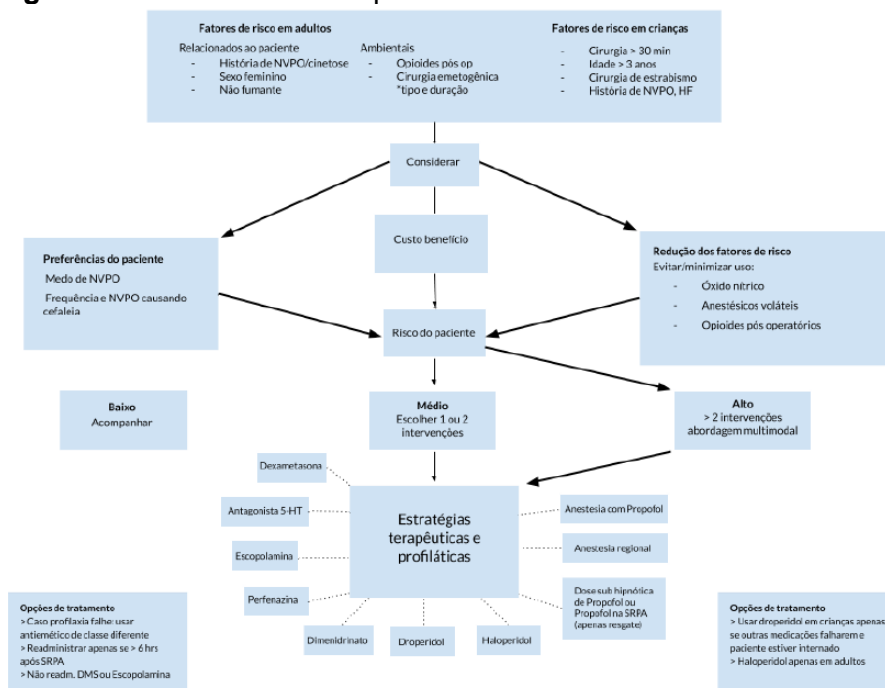 Fatores de risco em adultos
Relacionados ao paciente
- História de NVPO/cinetose
- Sexo feminino
- Não fumante
Ambientais
- Opioides pós op
- Cirurgia emetogênica
*tipo e duração
Fatores de risco em crianças
- Cirurgia > 30 min
- Idade > 3 anos
- Cirurgia de estrabismo
- História de NVPO, HF
Considerar
Custo benefício
Preferências do paciente
Medo de NVPO
Frequência e NVPO causando
cefaleia
Redução dos fatores de risco
Evitar/minimizar uso:
- Óxido nítrico
- Anestésicos voláteis
- Opioides pós operatórios
Risco do paciente
Baixo
Acompanhar
Médio
Escolher 1 ou 2
intervenções
Alto
> 2 intervenções
abordagem multimodal
Dexametasona
Antagonista 5-HT
Escopolamina
Perfenazina
Dimenidrinato
Droperidol
Haloperidol
Estratégias
terapêuticas e
profiláticas
Anestesia com Propofol
Anestesia regional
Dose sub hipnótica
de Propofol ou
Propofol na SRPA
(apenas resgate)
Opções de tratamento
> Caso profilaxia falhe: usar
antiemético de classe diferente
> Readministrar apenas se > 6 hrs
após SRPA
> Não readm. DMS ou Escopolamina
Opções de tratamento
> Usar droperidol em crianças apenas
se outras medicações falharem e
paciente estiver internado
> Haloperidol apenas em adultos